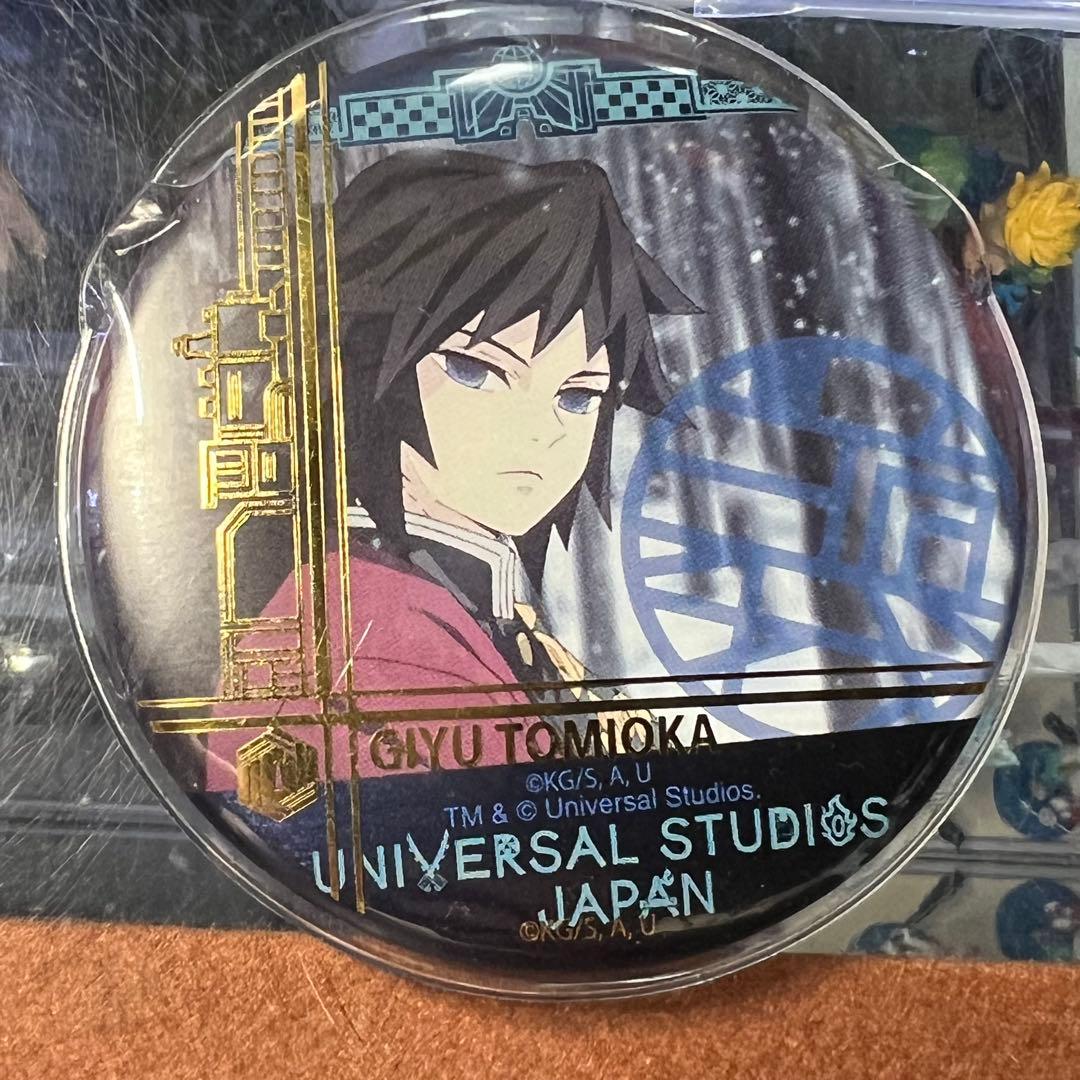 GIYU TOMIOKA
©KG/S, A, U
TM & © Universal Studios.
UNIVERSAL STUDIOS
JAPAN
©KG/S, A, U